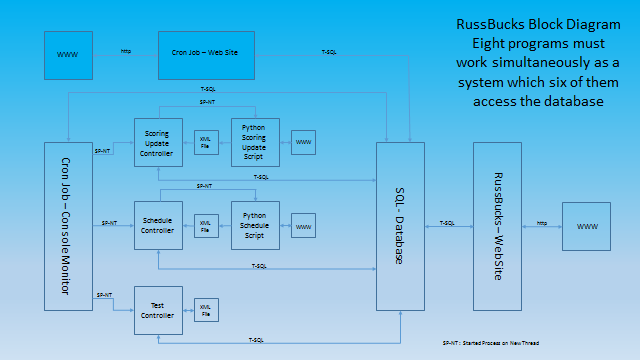 RussBucks Block Diagram
Eight programs must
work simultaneously as a
system which six of them
access the database
WWW
http
Cron Job – Web Site
T-SQL
T-SQL
SP-NT
Scoring
Update
Controller
XML
File
Python
Scoring
Update
Script
WWW
SP-NT
T-SQL
SP-NT
Cron Job – Console Monitor
SP-NT
Schedule
Controller
XML
File
Python
Schedule
Script
WWW
T-SQL
SQL - Database
T-SQL
RussBucks – WebSite
http
WWW
SP-NT
Test
Controller
XML
File
T-SQL
SP-NT : Started Process on New Thread